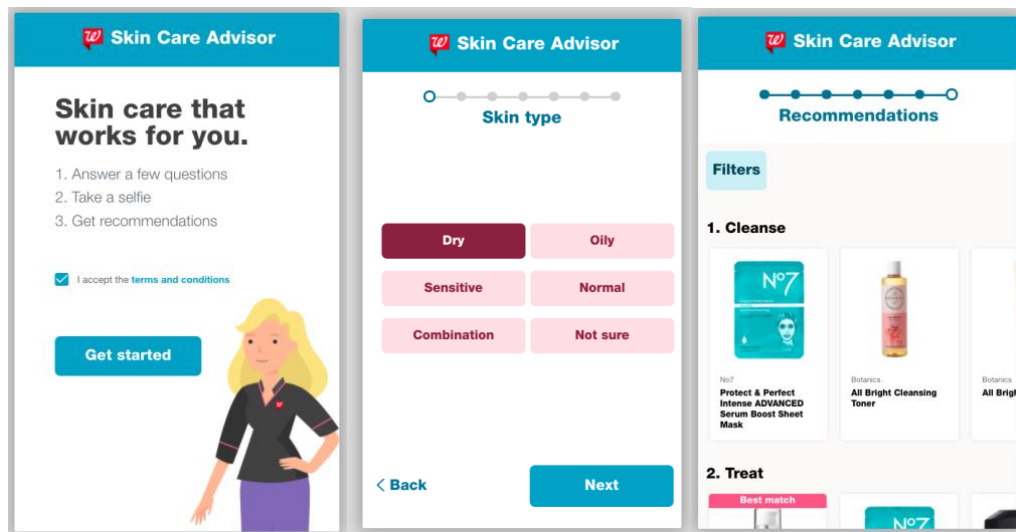 Skin Care Advisor
Skin care that
works for you.
1. Answer a few questions
2. Take a selfie
3. Get recommendations
I accept the terms and conditions
Get started
Skin Care Advisor
Skin type
Dry
Oily
Sensitive
Normal
Combination
Not sure
< Back
Next
Skin Care Advisor
Recommendations
Filters
1. Cleanse
No7
No7
Protect & Perfect
Intense ADVANCED
Serum Boost Sheet
Mask
Botanics
All Bright Cleansing
Toner
Botanics
All Brigh
2. Treat
Best match
No7